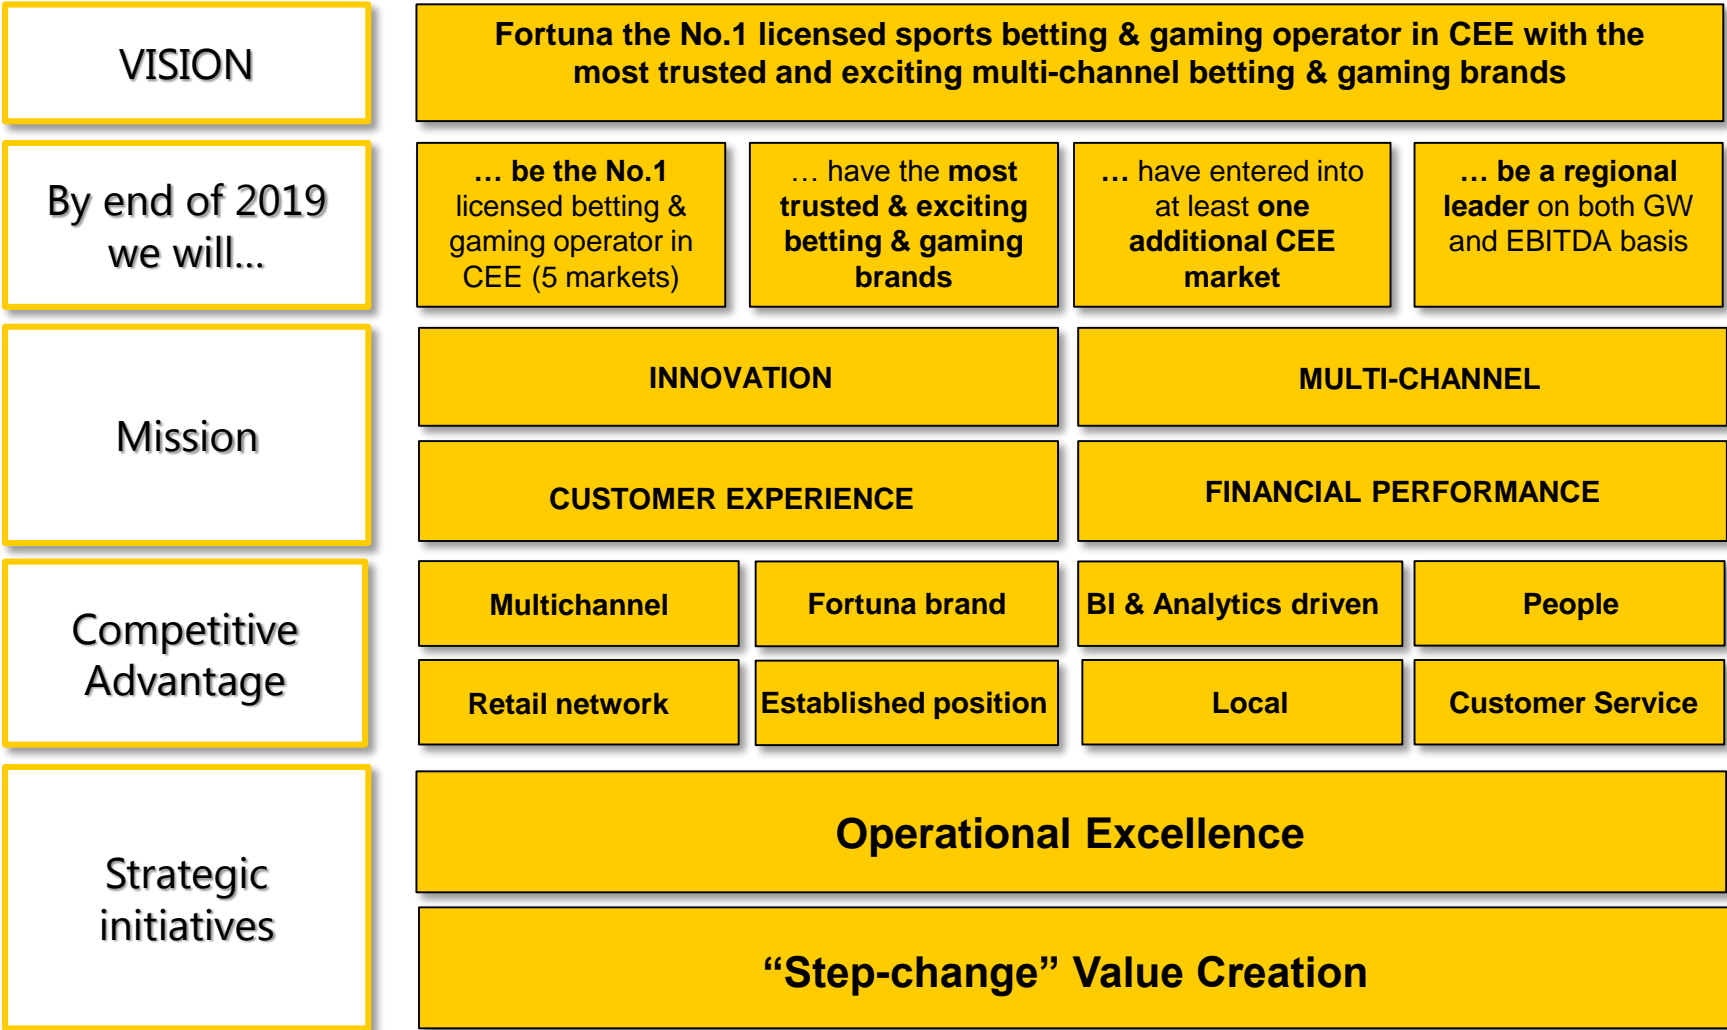 VISION
Fortuna the No.1 licensed sports betting & gaming operator in CEE with the
most trusted and exciting multi-channel betting & gaming brands
By end of 2019
we will...
… be the No.1
licensed betting &
gaming operator in
CEE (5 markets)
… have the most
trusted & exciting
betting & gaming
brands
… have entered into
at least one
additional CEE
market
… be a regional
leader on both GW
and EBITDA basis
Mission
INNOVATION
MULTI-CHANNEL
CUSTOMER EXPERIENCE
FINANCIAL PERFORMANCE
Competitive
Advantage
Multichannel
Fortuna brand
BI & Analytics driven
People
Retail network
Established position
Local
Customer Service
Strategic
initiatives
Operational Excellence
“Step-change” Value Creation